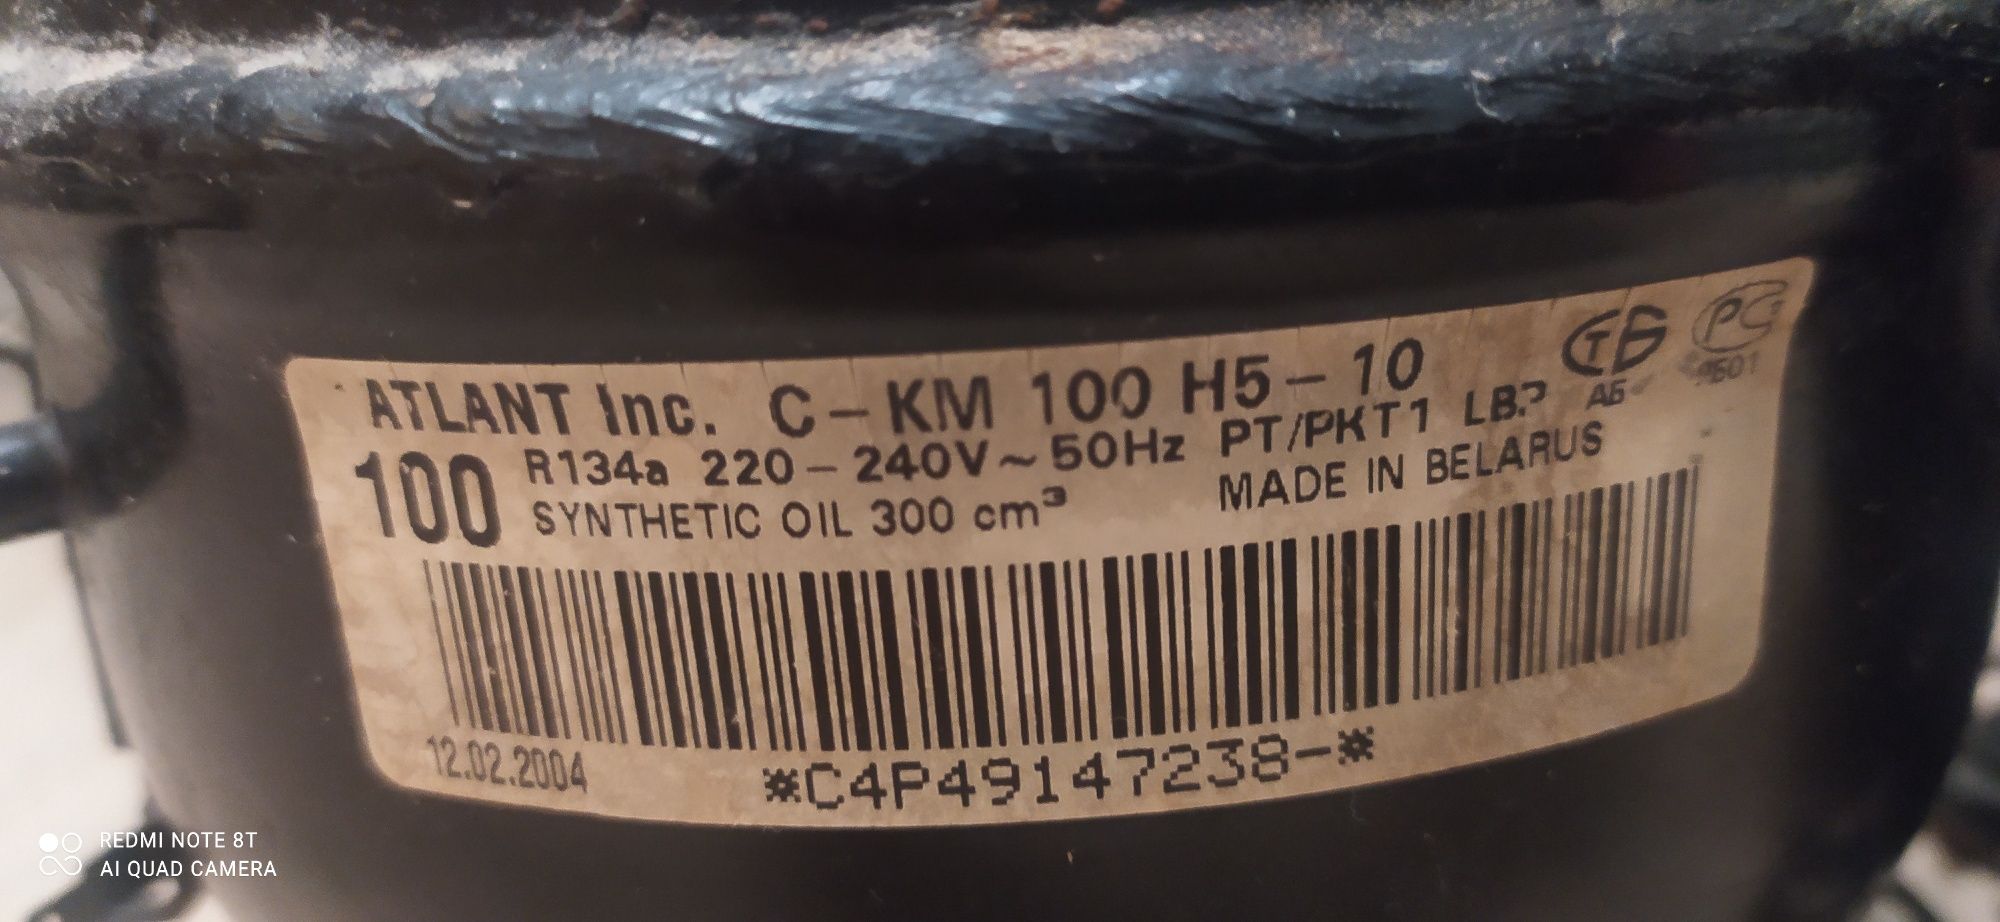 ATLANT Inc. C-KM 100 H5-10
100 R134a 220-240V~50Hz PT/PKT1
SYNTHETIC OIL 300 cm³ MADE IN BELARUS
12.02.2004 *C4P49147238-*
REDMI NOTE 8T
AI QUAD CAMERA